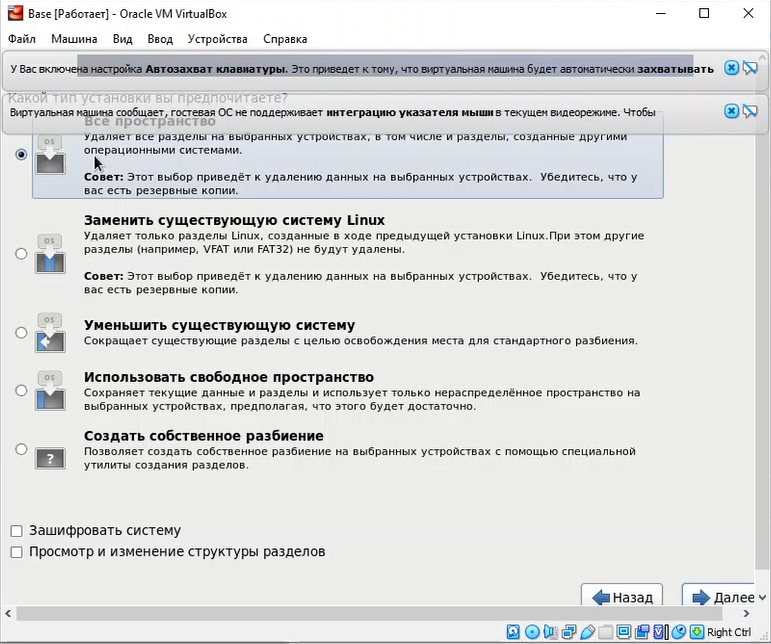 Base [Работает] - Oracle VM VirtualBox
Файл Машина Вид Ввод Устройства Справка
У Вас включена настройка Автозахват клавиатуры. Это приведет к тому, что виртуальная машина будет автоматически захватывать
Какой тип установки вы предпочитаете?
Виртуальная машина сообщает, гостевая ОС не поддерживает интеграцию указателя мыши в текущем видеорежиме. Чтобы
Всё пространство
Удаляет все разделы на выбранных устройствах, в том числе и разделы, созданные другими
операционными системами.
Совет: Этот выбор приведёт к удалению данных на выбранных устройствах. Убедитесь, что у
вас есть резервные копии.
Заменить существующую систему Linux
Удаляет только разделы Linux, созданные в ходе предыдущей установки Linux.При этом другие
разделы (например, VFAT или FAT32) не будут удалены.
Совет: Этот выбор приведёт к удалению данных на выбранных устройствах. Убедитесь, что у
вас есть резервные копии.
Уменьшить существующую систему
Сокращает существующие разделы с целью освобождения места для стандартного разбиения.
Использовать свободное пространство
Сохраняет текущие данные и разделы и использует только нераспределённое пространство на
выбранных устройствах, предполагая, что этого будет достаточно.
Создать собственное разбиение
Позволяет создать собственное разбиение на выбранных устройствах с помощью специальной
утилиты создания разделов.
Зашифровать систему
Просмотр и изменение структуры разделов
Назад Далее
Right Ctrl